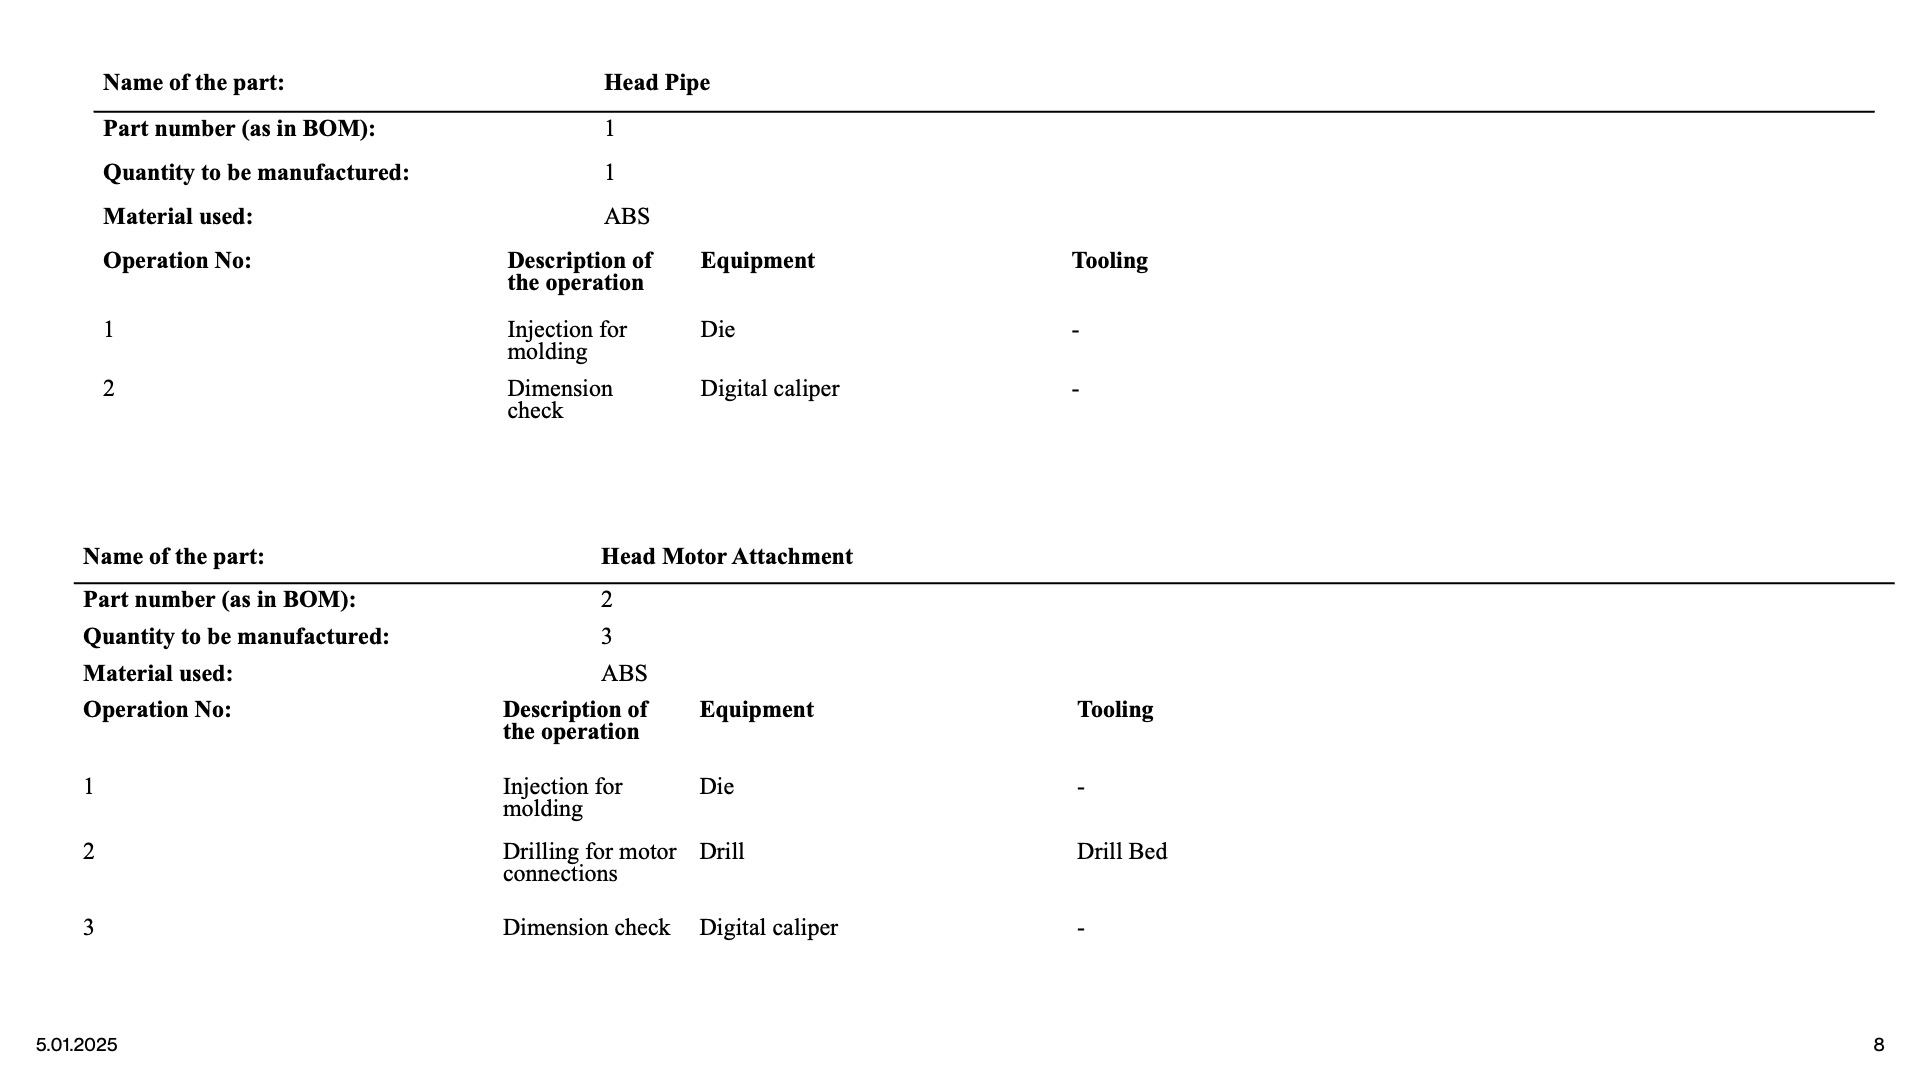 Name of the part: Head Pipe
Part number (as in BOM): 1
Quantity to be manufactured: 1
Material used: ABS
Operation No: Description of the operation Equipment Tooling
1 Injection for molding Die -
2 Dimension check Digital caliper -
Name of the part: Head Motor Attachment
Part number (as in BOM): 2
Quantity to be manufactured: 3
Material used: ABS
Operation No: Description of the operation Equipment Tooling
1 Injection for molding Die -
2 Drilling for motor connections Drill Drill Bed
3 Dimension check Digital caliper -
5.01.2025 8